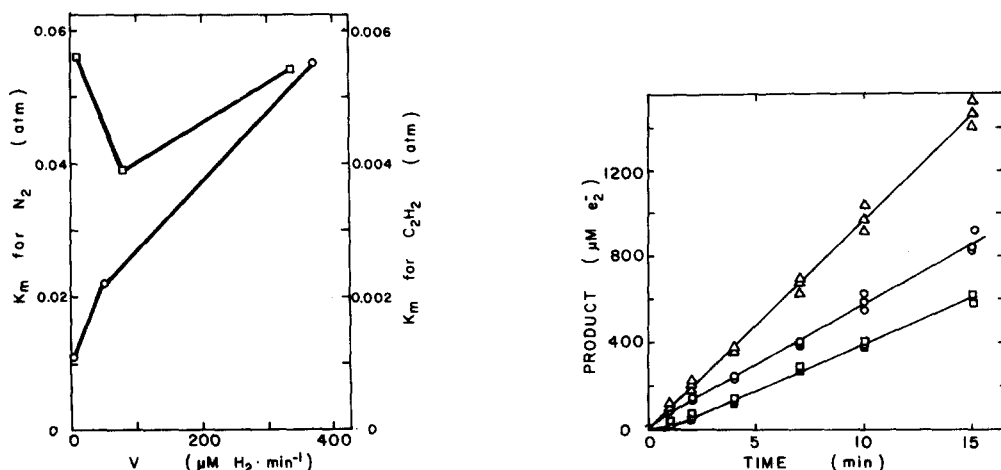 0.06
0.04
0.02
0
Km for N2 (atm)
0.006
0.004
0.002
0
Km for C2H2 (atm)
0 200 400
V (µM H2·min⁻¹)
1200
800
400
0
PRODUCT (µM e2⁻)
0 5 10 15
TIME (min)